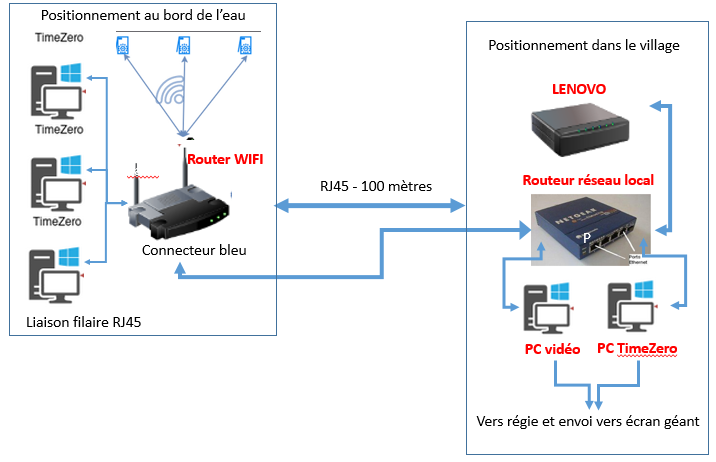 Positionnement au bord de l'eau
TimeZero
TimeZero
TimeZero
Router WIFI
Connecteur bleu
Liaison filaire RJ45
RJ45 - 100 mètres
Positionnement dans le village
LENOVO
Routeur réseau local
NETGEAR
P
Ports
Ethernet
PC vidéo
PC TimeZero
Vers régie et envoi vers écran géant